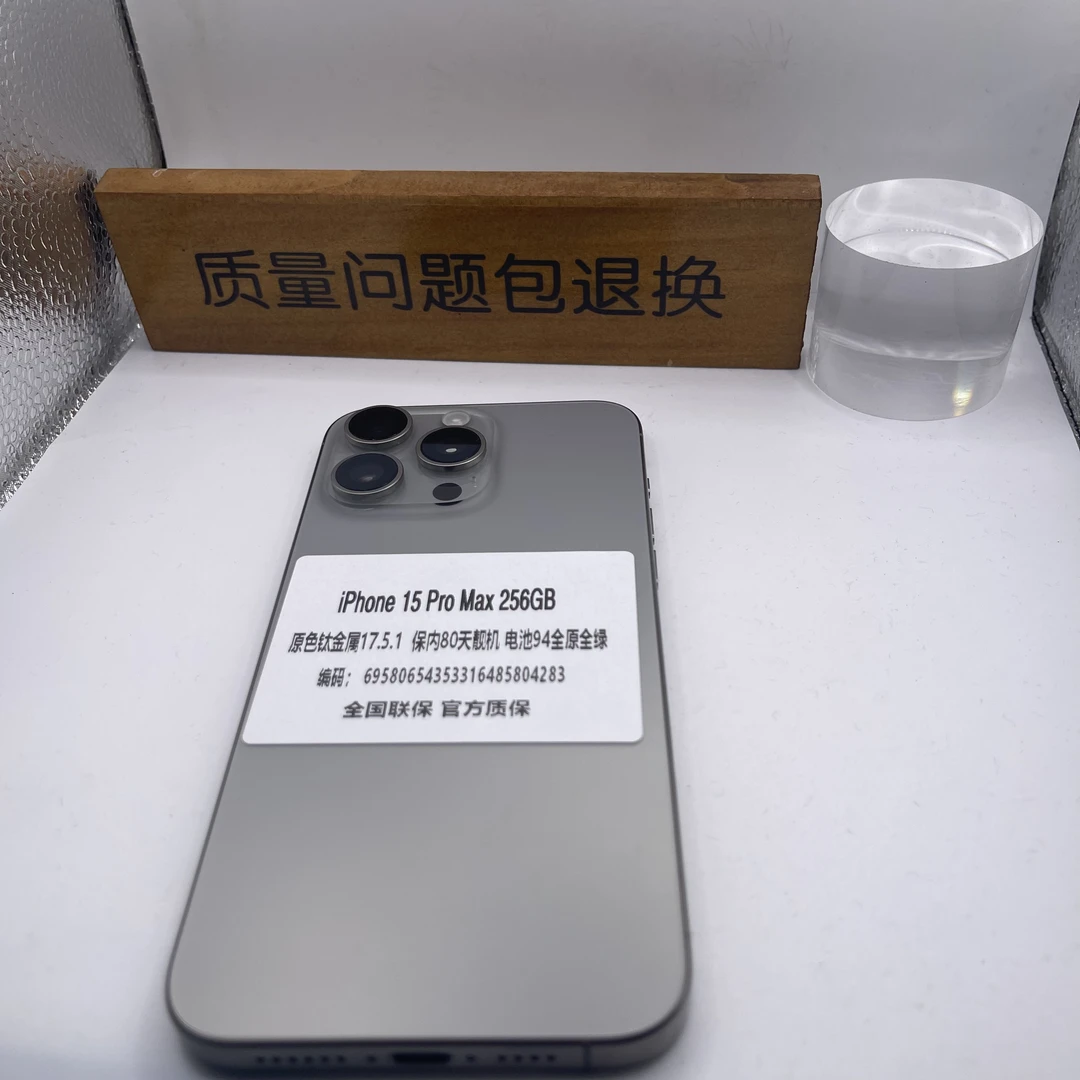 质量问题包退换
iPhone 15 Pro Max 256GB
原色钛金属17.5.1 保内80天靓机 电池94全原全绿
编码： 69580654353316485804283
全国联保 官方质保